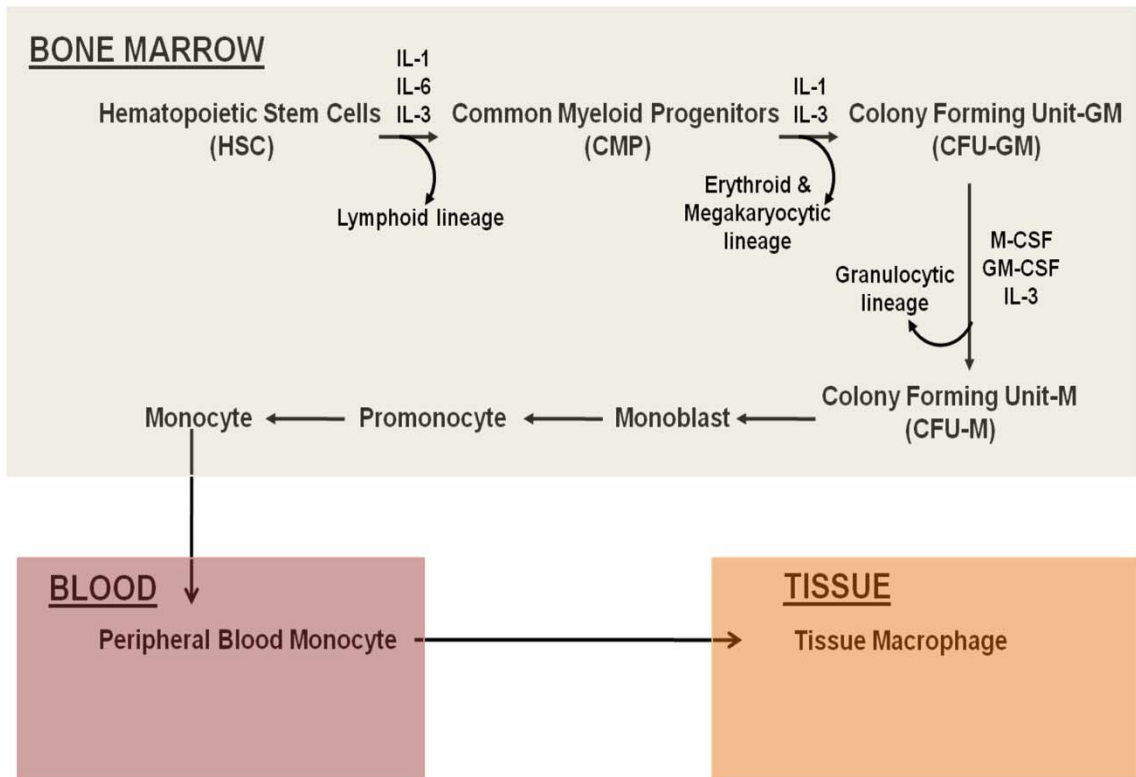 BONE MARROW
IL-1
IL-6
IL-3
Hematopoietic Stem Cells
(HSC)
Lymphoid lineage
Common Myeloid Progenitors
(CMP)
IL-1
IL-3
Erythroid &
Megakaryocytic
lineage
Colony Forming Unit-GM
(CFU-GM)
M-CSF
GM-CSF
IL-3
Granulocytic
lineage
Colony Forming Unit-M
(CFU-M)
Monoblast
Promonocyte
Monocyte
BLOOD
Peripheral Blood Monocyte
TISSUE
Tissue Macrophage